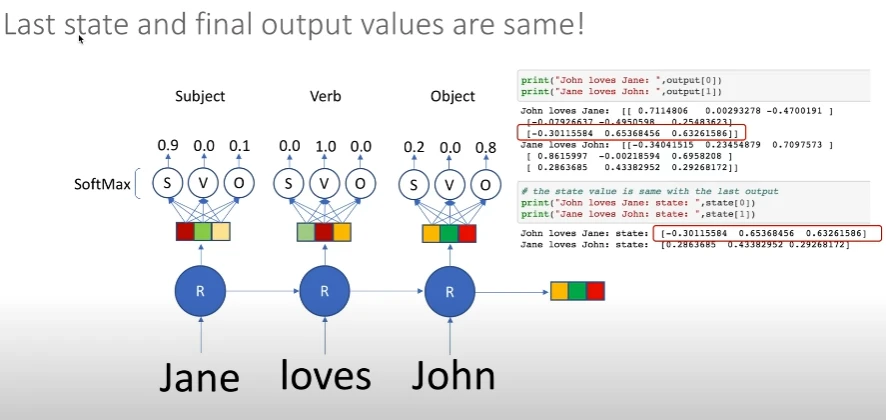 Last state and final output values are same!
Subject Verb Object
0.9 0.0 0.1 0.0 1.0 0.0 0.2 0.0 0.8
SoftMax S V O S V O S V O
R R R
Jane loves John
print("John loves Jane: ",output[0])
print("Jane loves John: ",output[1])
John loves Jane: [[ 0.7114806 0.00293278 -0.4700191 ]
[-0.07926637 -0.4950598 0.25483623]
[-0.30115584 0.65368456 0.63261586]]
Jane loves John: [[-0.34041515 0.23454879 0.7097573 ]
[ 0.8615997 -0.00218594 0.6958208 ]
[ 0.2863685 0.43382952 0.29268172]]
# the state value is same with the last output
print("John loves Jane: state: ",state[0])
print("Jane loves John: state: ",state[1])
John loves Jane: state: [-0.30115584 0.65368456 0.63261586]
Jane loves John: state: [0.2863685 0.43382952 0.29268172]